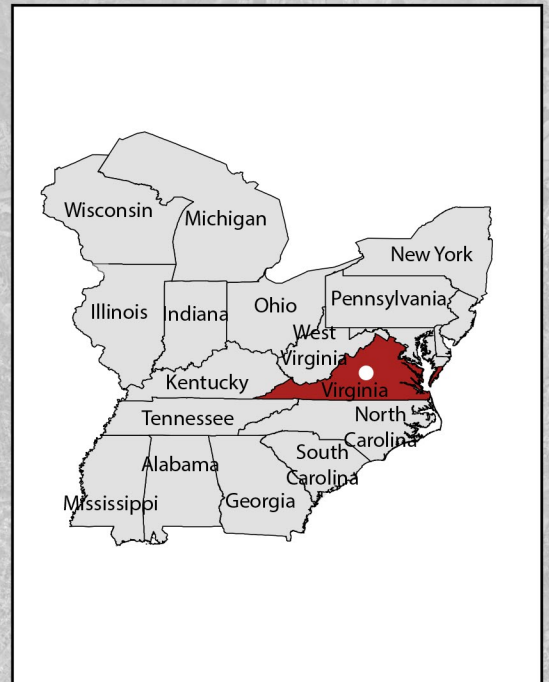 Wisconsin
Michigan
New York
Illinois
Indiana
Ohio
Pennsylvania
West
Virginia
Kentucky
Virginia
Tennessee
North
Carolina
South
Carolina
Alabama
Mississippi
Georgia